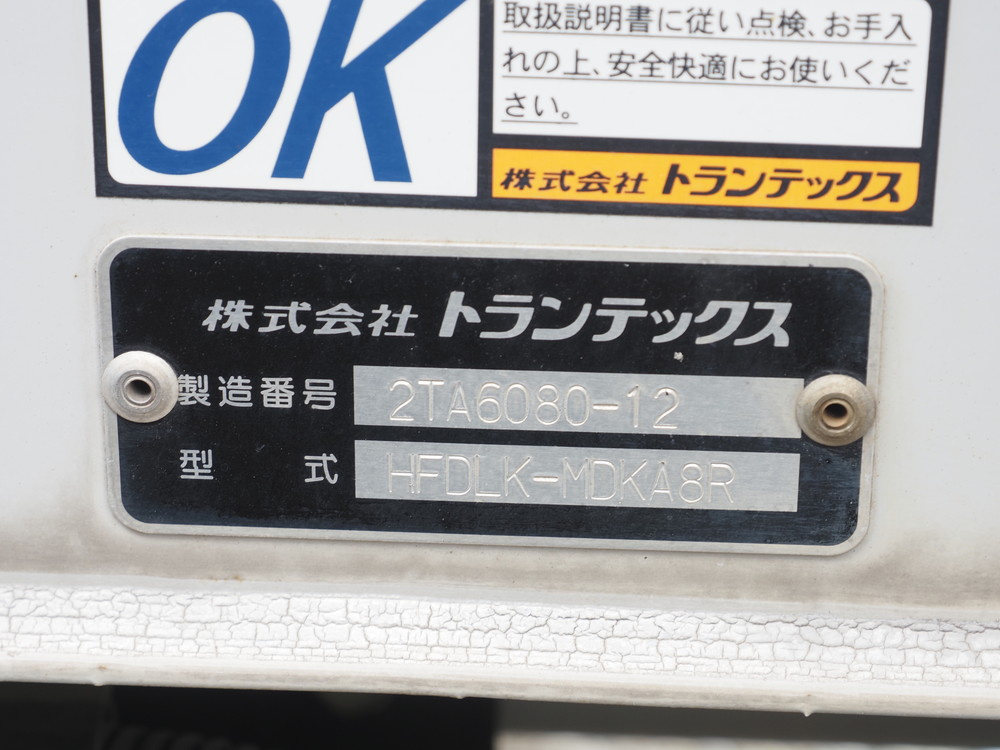 OK
取扱説明書に従い点検、お手入
れの上、安全快適にお使いくだ
さい。
株式会社 トランテックス
株式会社 トランテックス
製造番号 2TA6080-12
型式 HFDLK-MDKA8R